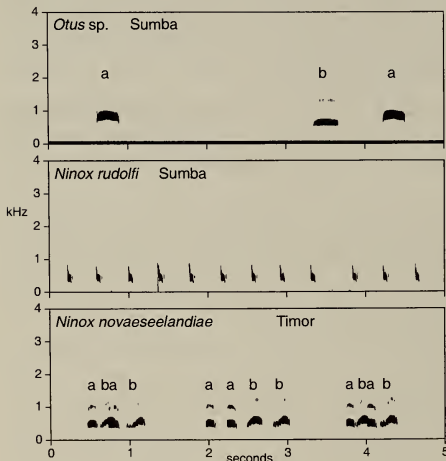 4
Otus sp. Sumba
3
a b a
2
1
0
4
Ninox rudolfi Sumba
3
kHz
2
1
0
4
Ninox novaeseelandiae Timor
3
2
a ba b a a b b a ba b
1
0
0 1 2 3 4 5
seconds